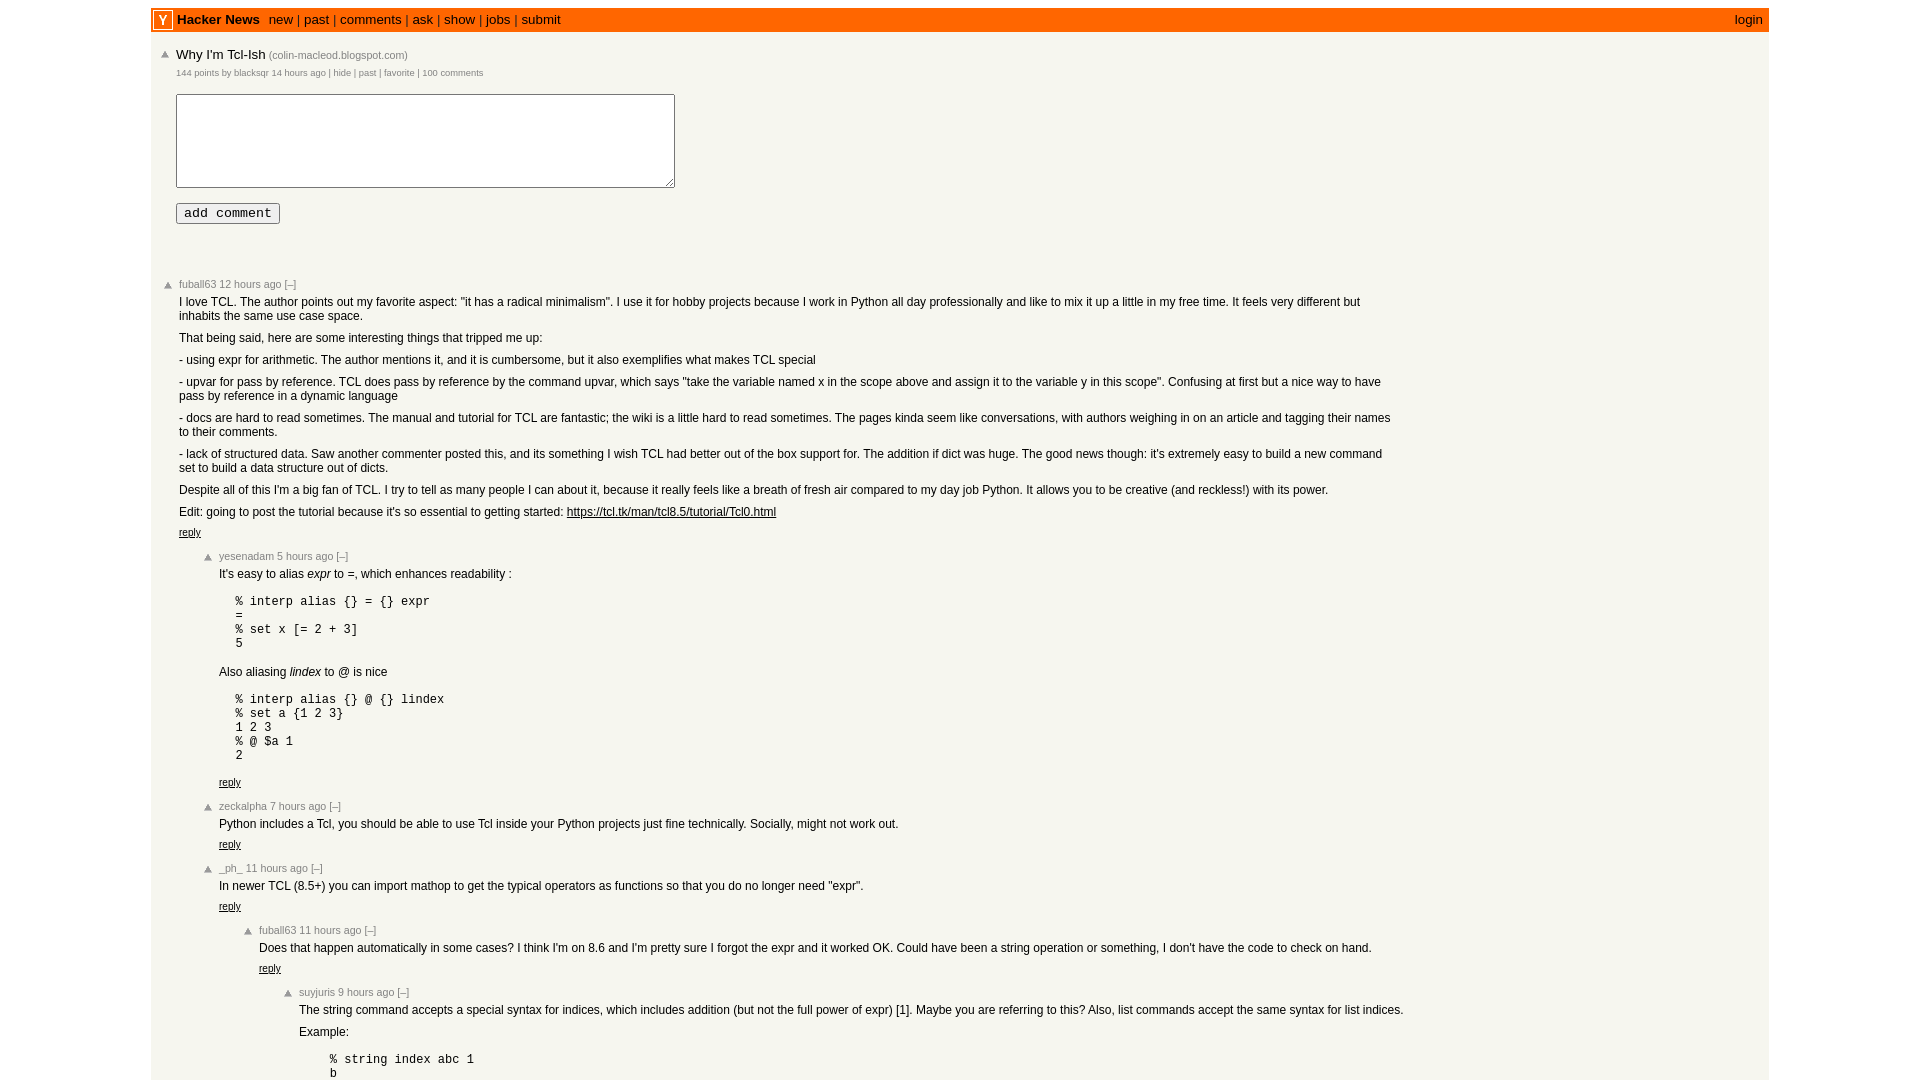 Y Hacker News new | past | comments | ask | show | jobs | submit login
Why I'm Tcl-Ish (colin-macleod.blogspot.com)
144 points by blacksqr 14 hours ago | hide | past | favorite | 100 comments
add comment
fuball63 12 hours ago [–]
I love TCL. The author points out my favorite aspect: "it has a radical minimalism". I use it for hobby projects because I work in Python all day professionally and like to mix it up a little in my free time. It feels very different but
inhabits the same use case space.
That being said, here are some interesting things that tripped me up:
- using expr for arithmetic. The author mentions it, and it is cumbersome, but it also exemplifies what makes TCL special
- upvar for pass by reference. TCL does pass by reference by the command upvar, which says "take the variable named x in the scope above and assign it to the variable y in this scope". Confusing at first but a nice way to have
pass by reference in a dynamic language
- docs are hard to read sometimes. The manual and tutorial for TCL are fantastic; the wiki is a little hard to read sometimes. The pages kinda seem like conversations, with authors weighing in on an article and tagging their names
to their comments.
- lack of structured data. Saw another commenter posted this, and its something I wish TCL had better out of the box support for. The addition if dict was huge. The good news though: it's extremely easy to build a new command
set to build a data structure out of dicts.
Despite all of this I'm a big fan of TCL. I try to tell as many people I can about it, because it really feels like a breath of fresh air compared to my day job Python. It allows you to be creative (and reckless!) with its power.
Edit: going to post the tutorial because it's so essential to getting started: https://tcl.tk/man/tcl8.5/tutorial/Tcl0.html
reply
yesenadam 5 hours ago [–]
It's easy to alias expr to =, which enhances readability :
% interp alias {} = {} expr
=
% set x [= 2 + 3]
5
Also aliasing lindex to @ is nice
% interp alias {} @ {} lindex
% set a {1 2 3}
1 2 3
% @ $a 1
2
reply
zeckalpha 7 hours ago [–]
Python includes a Tcl, you should be able to use Tcl inside your Python projects just fine technically. Socially, might not work out.
reply
_ph_ 11 hours ago [–]
In newer TCL (8.5+) you can import mathop to get the typical operators as functions so that you do no longer need "expr".
reply
fuball63 11 hours ago [–]
Does that happen automatically in some cases? I think I'm on 8.6 and I'm pretty sure I forgot the expr and it worked OK. Could have been a string operation or something, I don't have the code to check on hand.
reply
suyjuris 9 hours ago [–]
The string command accepts a special syntax for indices, which includes addition (but not the full power of expr) [1]. Maybe you are referring to this? Also, list commands accept the same syntax for list indices.
Example:
% string index abc 1
b